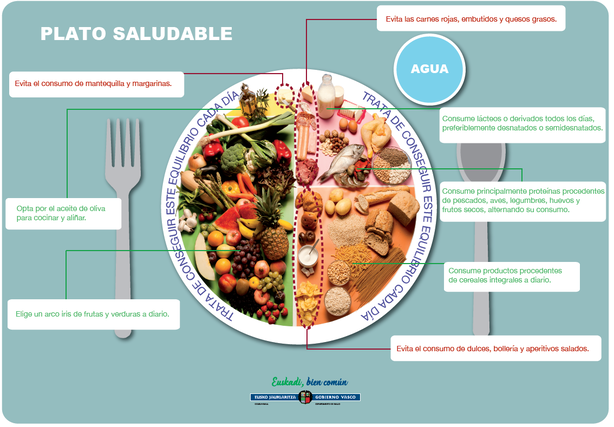 PLATO SALUDABLE
Evita las carnes rojas, embutidos y quesos grasos.
AGUA
Evita el consumo de mantequilla y margarinas.
TRATA DE CONSEGUIR ESTE EQUILIBRIO CADA DÍA
TRATA DE CONSEGUIR ESTE EQUILIBRIO CADA DÍA
Consume lácteos o derivados todos los días,
preferiblemente desnatados o semidesnatados.
Opta por el aceite de oliva
para cocinar y aliñar.
Consume principalmente proteínas procedentes
de pescados, aves, legumbres, huevos y
frutos secos, alternando su consumo.
Consume productos procedentes
de cereales integrales a diario.
Elige un arco iris de frutas y verduras a diario.
Evita el consumo de dulces, bollería y aperitivos salados.
Euskadi, bien común
EUSKO JAURLARITZA
GOBIERNO VASCO